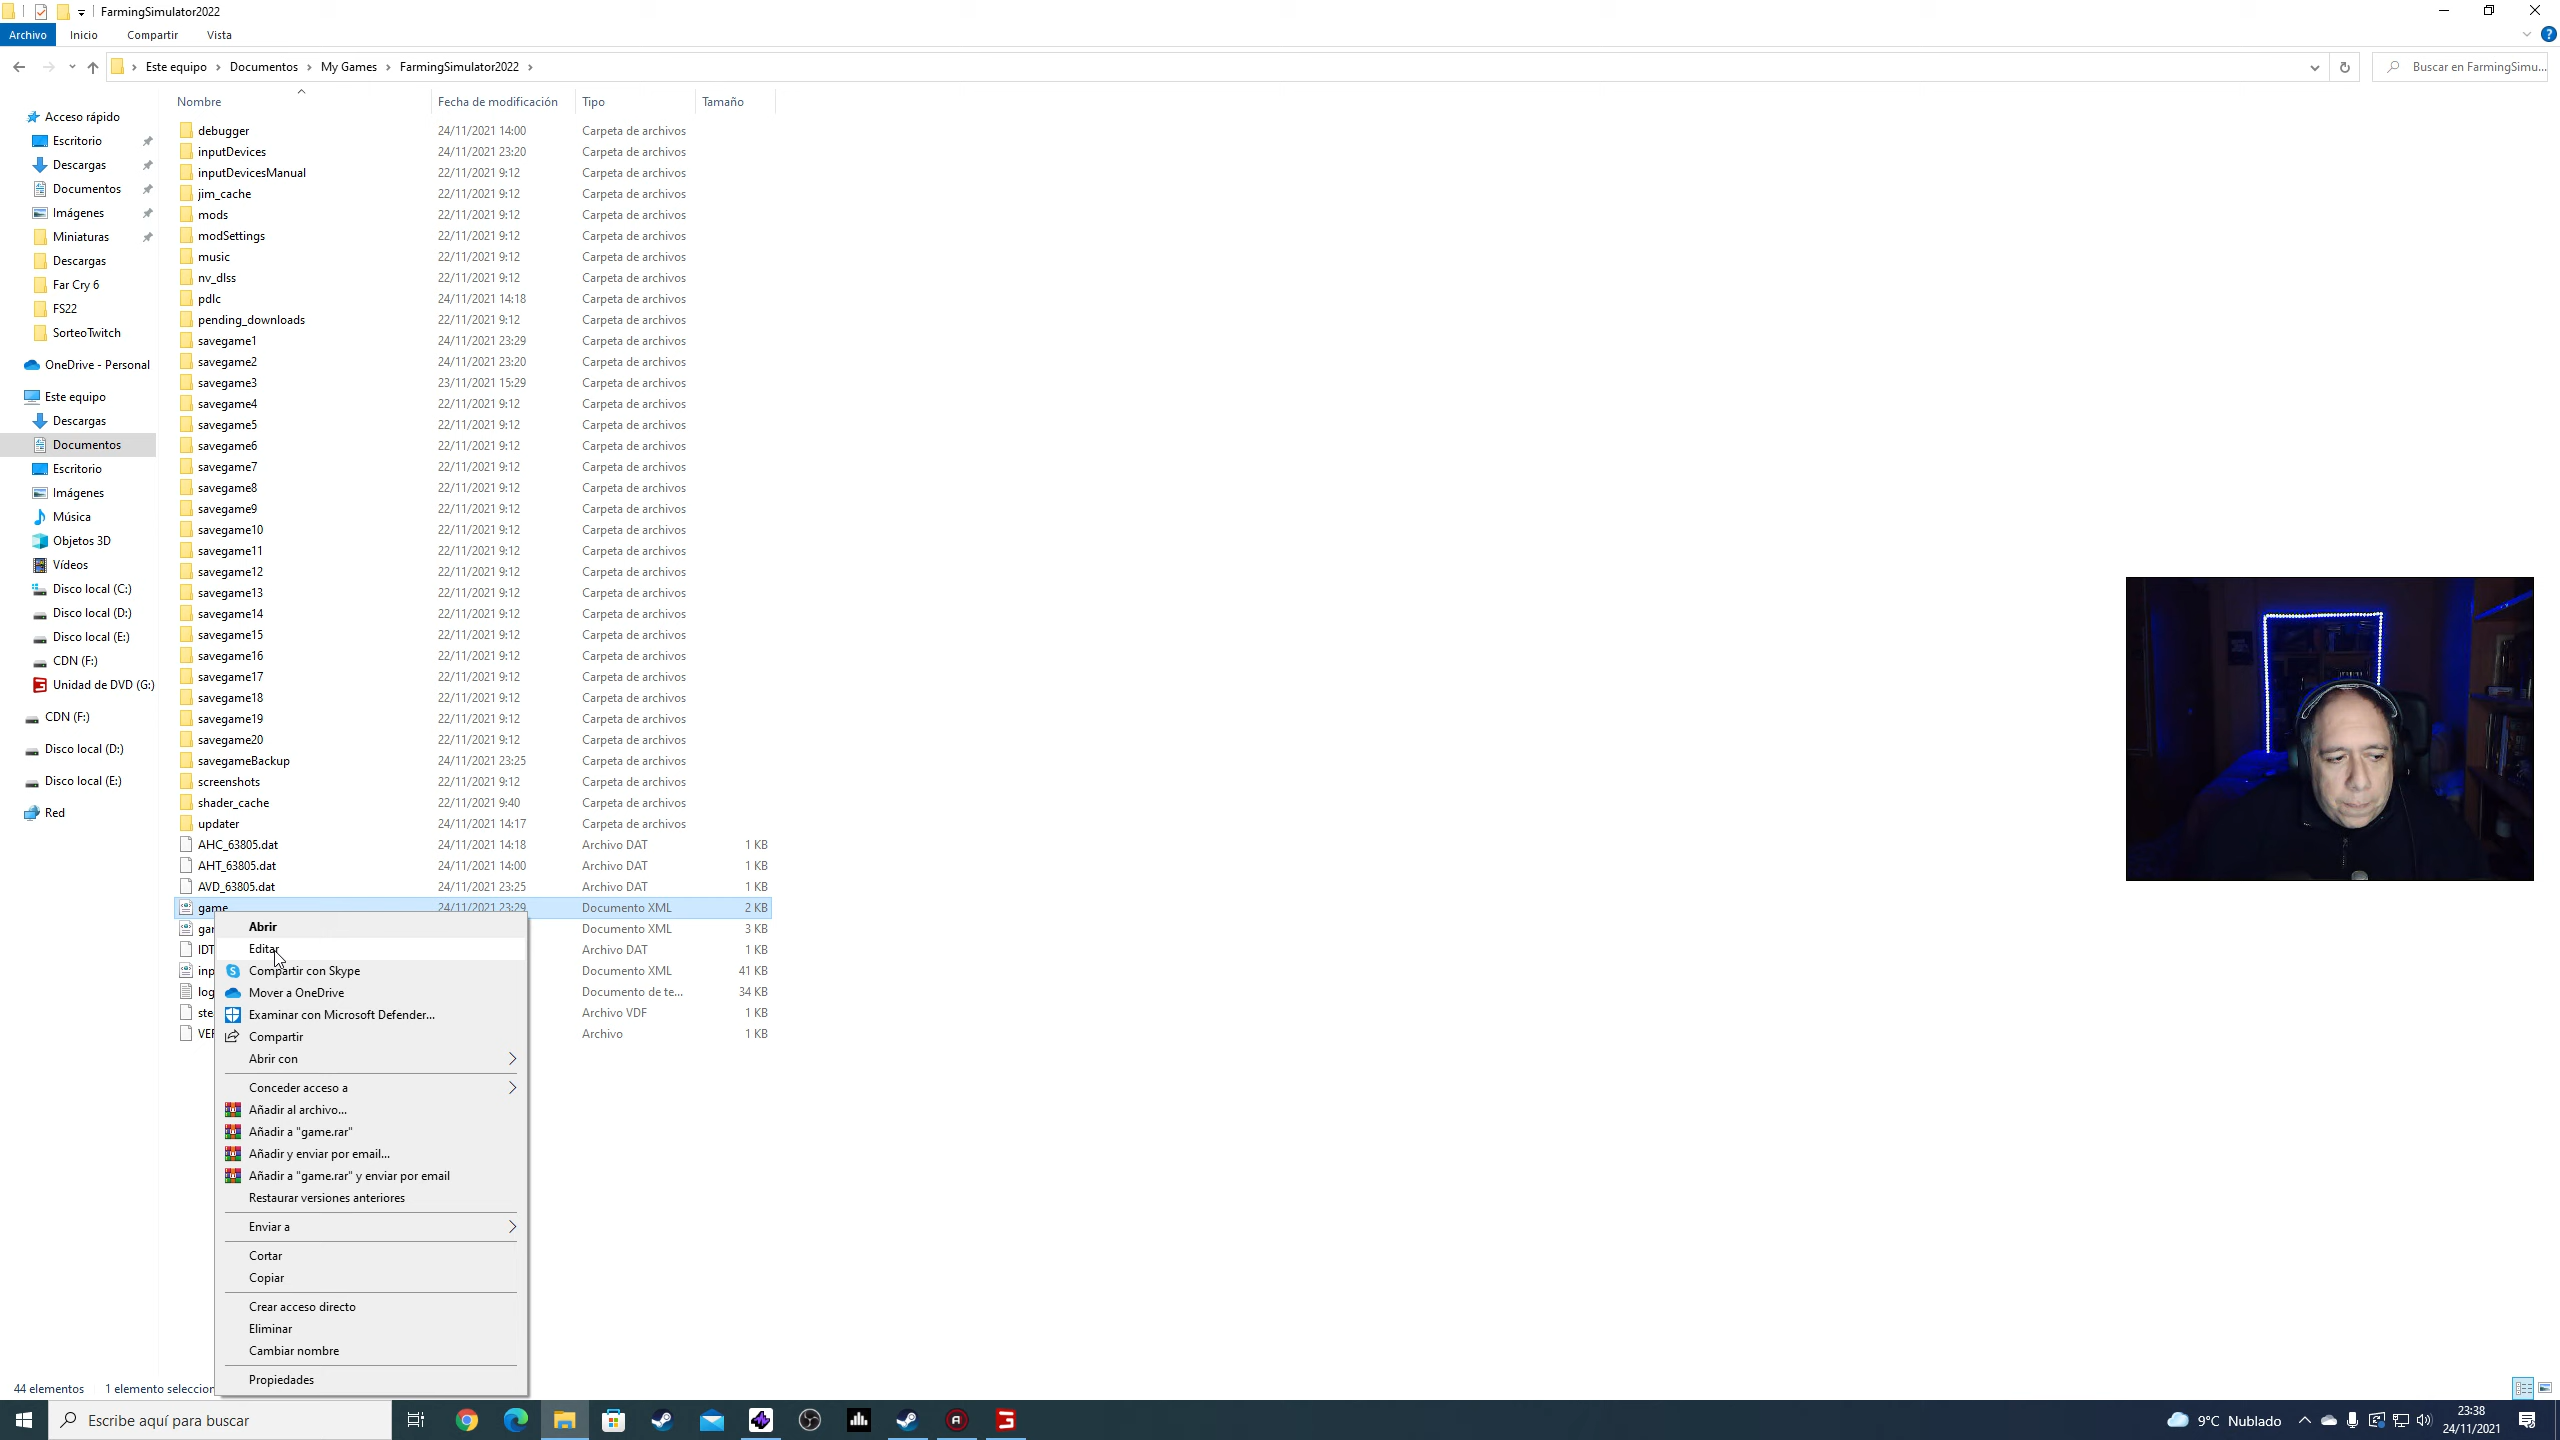 FarmingSimulator2022
Archivo Inicio Compartir Vista
Este equipo Documentos My Games FarmingSimulator2022 Buscar en FarmingSimu...
Nombre Fecha de modificación Tipo Tamaño
Acceso rápido
Escritorio
Descargas
Documentos
Imágenes
Miniaturas
Descargas
Far Cry 6
FS22
SorteoTwitch
OneDrive - Personal
Este equipo
Descargas
Documentos
Escritorio
Imágenes
Música
Objetos 3D
Vídeos
Disco local (C:)
Disco local (D:)
Disco local (E:)
CDN (F:)
Unidad de DVD (G:)
CDN (F:)
Disco local (D:)
Disco local (E:)
Red
debugger 24/11/2021 14:00 Carpeta de archivos
inputDevices 24/11/2021 23:20 Carpeta de archivos
inputDevicesManual 22/11/2021 9:12 Carpeta de archivos
jim_cache 22/11/2021 9:12 Carpeta de archivos
mods 22/11/2021 9:12 Carpeta de archivos
modSettings 22/11/2021 9:12 Carpeta de archivos
music 22/11/2021 9:12 Carpeta de archivos
nv_dlss 22/11/2021 9:12 Carpeta de archivos
pdlc 24/11/2021 14:18 Carpeta de archivos
pending_downloads 22/11/2021 9:12 Carpeta de archivos
savegame1 24/11/2021 23:29 Carpeta de archivos
savegame2 24/11/2021 23:20 Carpeta de archivos
savegame3 23/11/2021 15:29 Carpeta de archivos
savegame4 22/11/2021 9:12 Carpeta de archivos
savegame5 22/11/2021 9:12 Carpeta de archivos
savegame6 22/11/2021 9:12 Carpeta de archivos
savegame7 22/11/2021 9:12 Carpeta de archivos
savegame8 22/11/2021 9:12 Carpeta de archivos
savegame9 22/11/2021 9:12 Carpeta de archivos
savegame10 22/11/2021 9:12 Carpeta de archivos
savegame11 22/11/2021 9:12 Carpeta de archivos
savegame12 22/11/2021 9:12 Carpeta de archivos
savegame13 22/11/2021 9:12 Carpeta de archivos
savegame14 22/11/2021 9:12 Carpeta de archivos
savegame15 22/11/2021 9:12 Carpeta de archivos
savegame16 22/11/2021 9:12 Carpeta de archivos
savegame17 22/11/2021 9:12 Carpeta de archivos
savegame18 22/11/2021 9:12 Carpeta de archivos
savegame19 22/11/2021 9:12 Carpeta de archivos
savegame20 22/11/2021 9:12 Carpeta de archivos
savegameBackup 24/11/2021 23:25 Carpeta de archivos
screenshots 22/11/2021 9:12 Carpeta de archivos
shader_cache 22/11/2021 9:40 Carpeta de archivos
updater 24/11/2021 14:17 Carpeta de archivos
AHC_63805.dat 24/11/2021 14:18 Archivo DAT 1 KB
AHT_63805.dat 24/11/2021 14:00 Archivo DAT 1 KB
AVD_63805.dat 24/11/2021 23:25 Archivo DAT 1 KB
game 24/11/2021 23:29 Documento XML 2 KB
gar Documento XML 3 KB
IDT Archivo DAT 1 KB
inp Documento XML 41 KB
log Documento de te... 34 KB
ste Archivo VDF 1 KB
VEF Archivo 1 KB
Abrir
Editar
Compartir con Skype
Mover a OneDrive
Examinar con Microsoft Defender...
Compartir
Abrir con
Conceder acceso a
Añadir al archivo...
Añadir a "game.rar"
Añadir y enviar por email...
Añadir a "game.rar" y enviar por email
Restaurar versiones anteriores
Enviar a
Cortar
Copiar
Crear acceso directo
Eliminar
Cambiar nombre
Propiedades
44 elementos 1 elemento seleccior
Escribe aquí para buscar
9°C Nublado
23:38
24/11/2021